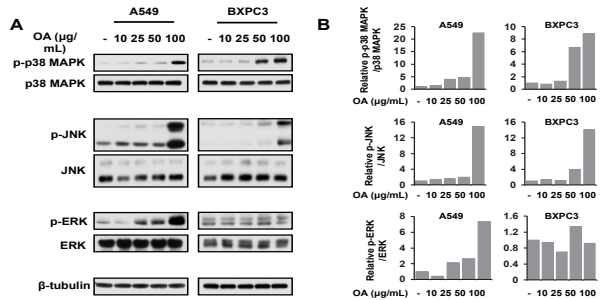 A
A549
BXPC3
OA (µg/
mL)
- 10 25 50 100
- 10 25 50 100
p-p38 MAPK
p38 MAPK
p-JNK
JNK
p-ERK
ERK
β-tubulin
B
Relative p-p38 MAPK
/p38 MAPK
A549
25
20
15
10
5
0
- 10 25 50 100
BXPC3
10
8
6
4
2
0
- 10 25 50 100
OA (µg/mL)
Relative p-JNK
/JNK
A549
16
12
8
4
0
- 10 25 50 100
BXPC3
16
12
8
4
0
- 10 25 50 100
OA (µg/mL)
Relative p-ERK
/ERK
A549
8
6
4
2
0
- 10 25 50 100
BXPC3
1.6
1.2
0.8
0.4
0
- 10 25 50 100
OA (µg/mL)